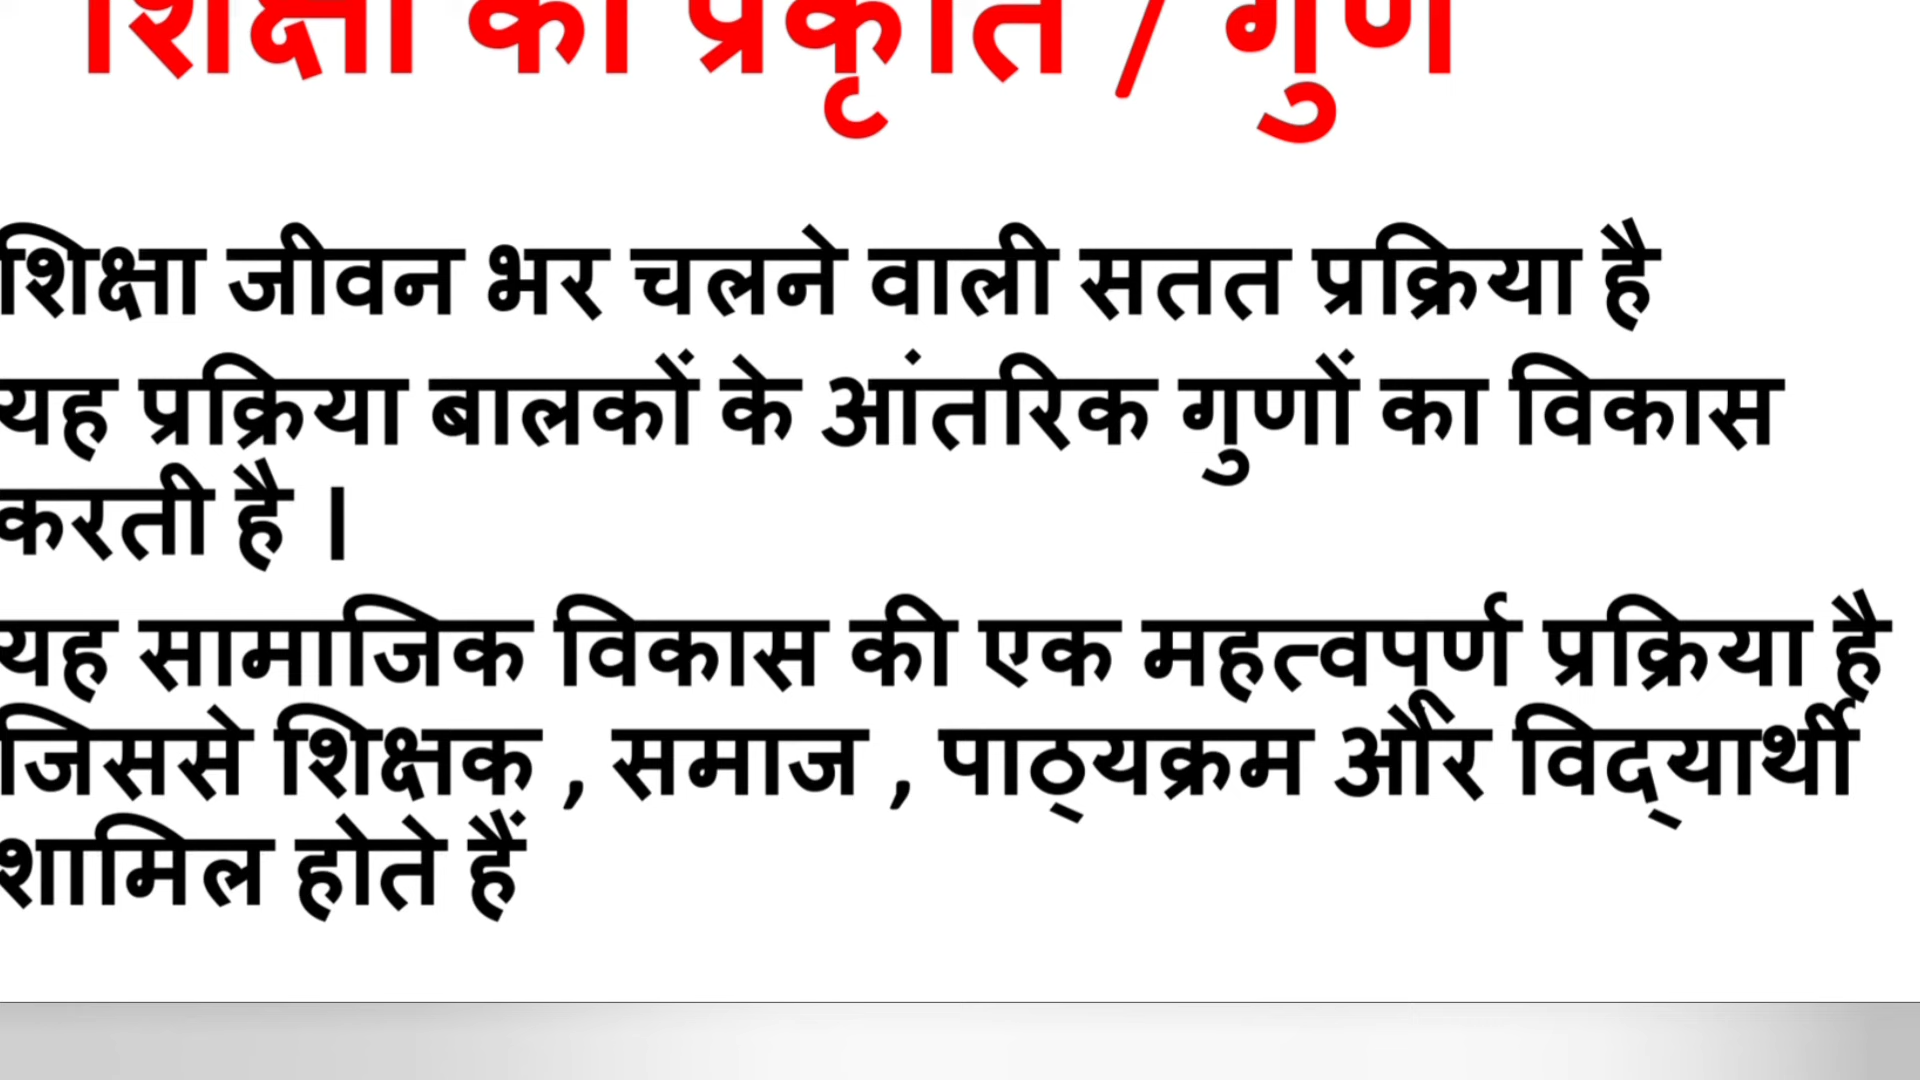 शिक्षा की प्रकृति / गुण
शिक्षा जीवन भर चलने वाली सतत प्रक्रिया है
यह प्रक्रिया बालकों के आंतरिक गुणों का विकास
करती है ।
यह सामाजिक विकास की एक महत्वपूर्ण प्रक्रिया है
जिससे शिक्षक , समाज , पाठ्यक्रम और विद्यार्थी
शामिल होते हैं